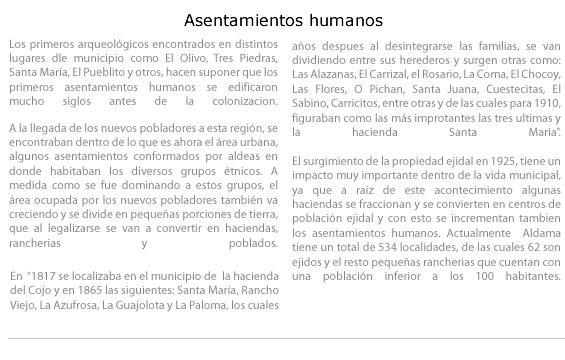 Asentamientos humanos
Los primeros arqueológicos encontrados en distintos
lugares dle municipio como El Olivo, Tres Piedras,
Santa María, El Pueblito y otros, hacen suponer que los
primeros asentamientos humanos se edificaron
mucho siglos antes de la colonizacion.
A la llegada de los nuevos pobladores a esta región, se
encontraban dentro de lo que es ahora el área urbana,
algunos asentamientos conformados por aldeas en
donde habitaban los diversos grupos étnicos. A
medida como se fue dominando a estos grupos, el
área ocupada por los nuevos pobladores también va
creciendo y se divide en pequeñas porciones de tierra,
que al legalizarse se van a convertir en haciendas,
rancherias y poblados.
En “1817 se localizaba en el municipio de la hacienda
del Cojo y en 1865 las siguientes: Santa María, Rancho
Viejo, La Azufrosa, La Guajolota y La Paloma, los cuales
años despues al desintegrarse las familias, se van
dividiendo entre sus herederos y surgen otras como:
Las Alazanas, El Carrizal, el Rosario, La Coma, El Chocoy,
Las Flores, O Pichan, Santa Juana, Cuestecitas, El
Sabino, Carricitos, entre otras y de las cuales para 1910,
figuraban como las más improtantes las tres ultimas y
la hacienda Santa Maria”.
El surgimiento de la propiedad ejidal en 1925, tiene un
impacto muy importante dentro de la vida municipal,
ya que a raíz de este acontecimiento algunas
haciendas se fraccionan y se convierten en centros de
población ejidal y con esto se incrementan tambien
los asentamientos humanos. Actualmente Aldama
tiene un total de 534 localidades, de las cuales 62 son
ejidos y el resto pequeñas rancherias que cuentan con
una población inferior a los 100 habitantes.